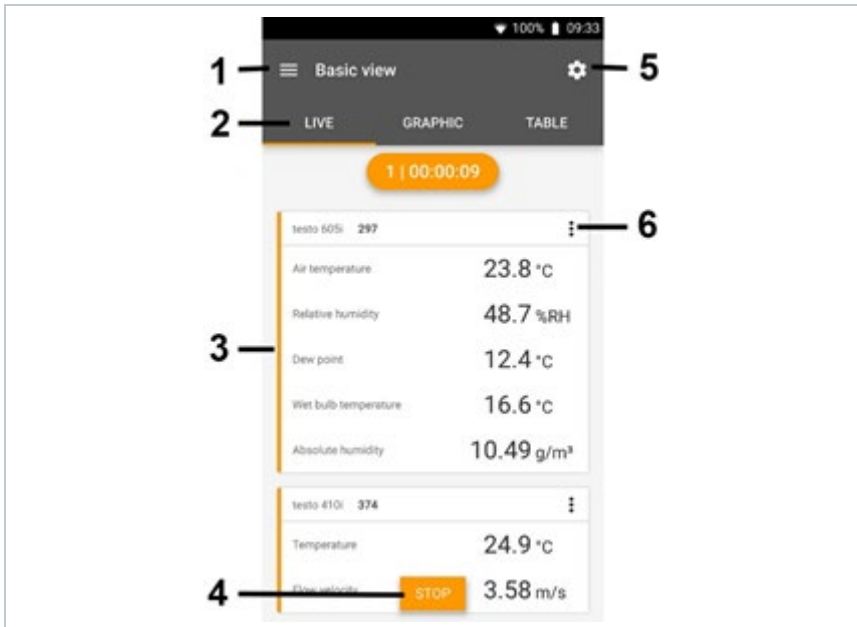 100% 09:33
1 Basic view 5
2 LIVE GRAPHIC TABLE
1 | 00:00:09
testo 605i 297 6
Air temperature 23.8 °C
Relative humidity 48.7 %RH
3
Dew point 12.4 °C
Wet bulb temperature 16.6 °C
Absolute humidity 10.49 g/m³
testo 410i 374
Temperature 24.9 °C
4 Flow velocity STOP 3.58 m/s